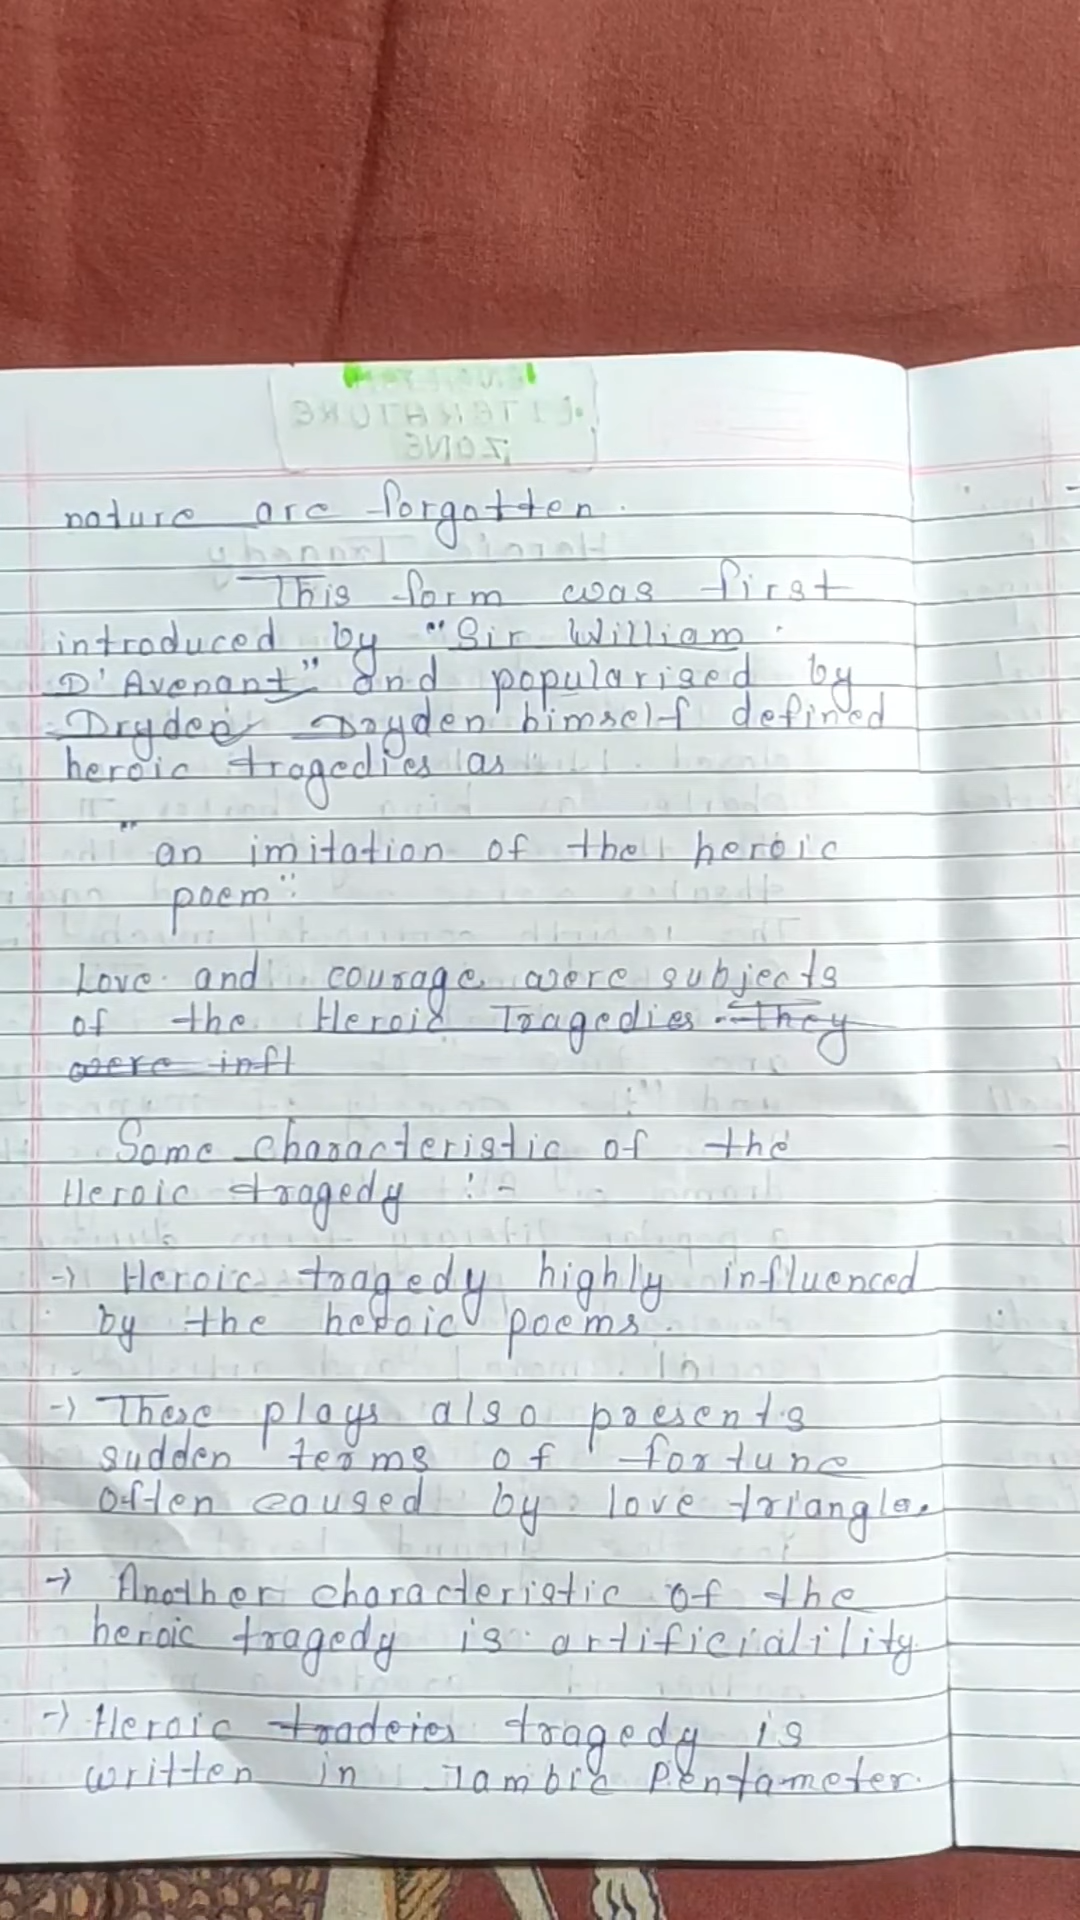 nature are forgotten.
This form was first
introduced by "Sir William
D'Avenant" and popularised by
Dryden Dryden himself defined
heroic tragedies as
"an imitation of the heroic
poem".
Love and courage were subjects
of the Heroic Tragedies. They
were infl
Some characteristic of the
Heroic tragedy :-
-> Heroic tragedy highly influenced
by the heroic poems.
-> These plays also presents
sudden terms of fortune
often caused by love triangle.
-> Another characteristic of the
heroic tragedy is artificialility
-> Heroic traderies tragedy is
written in Iambic Pentameter.